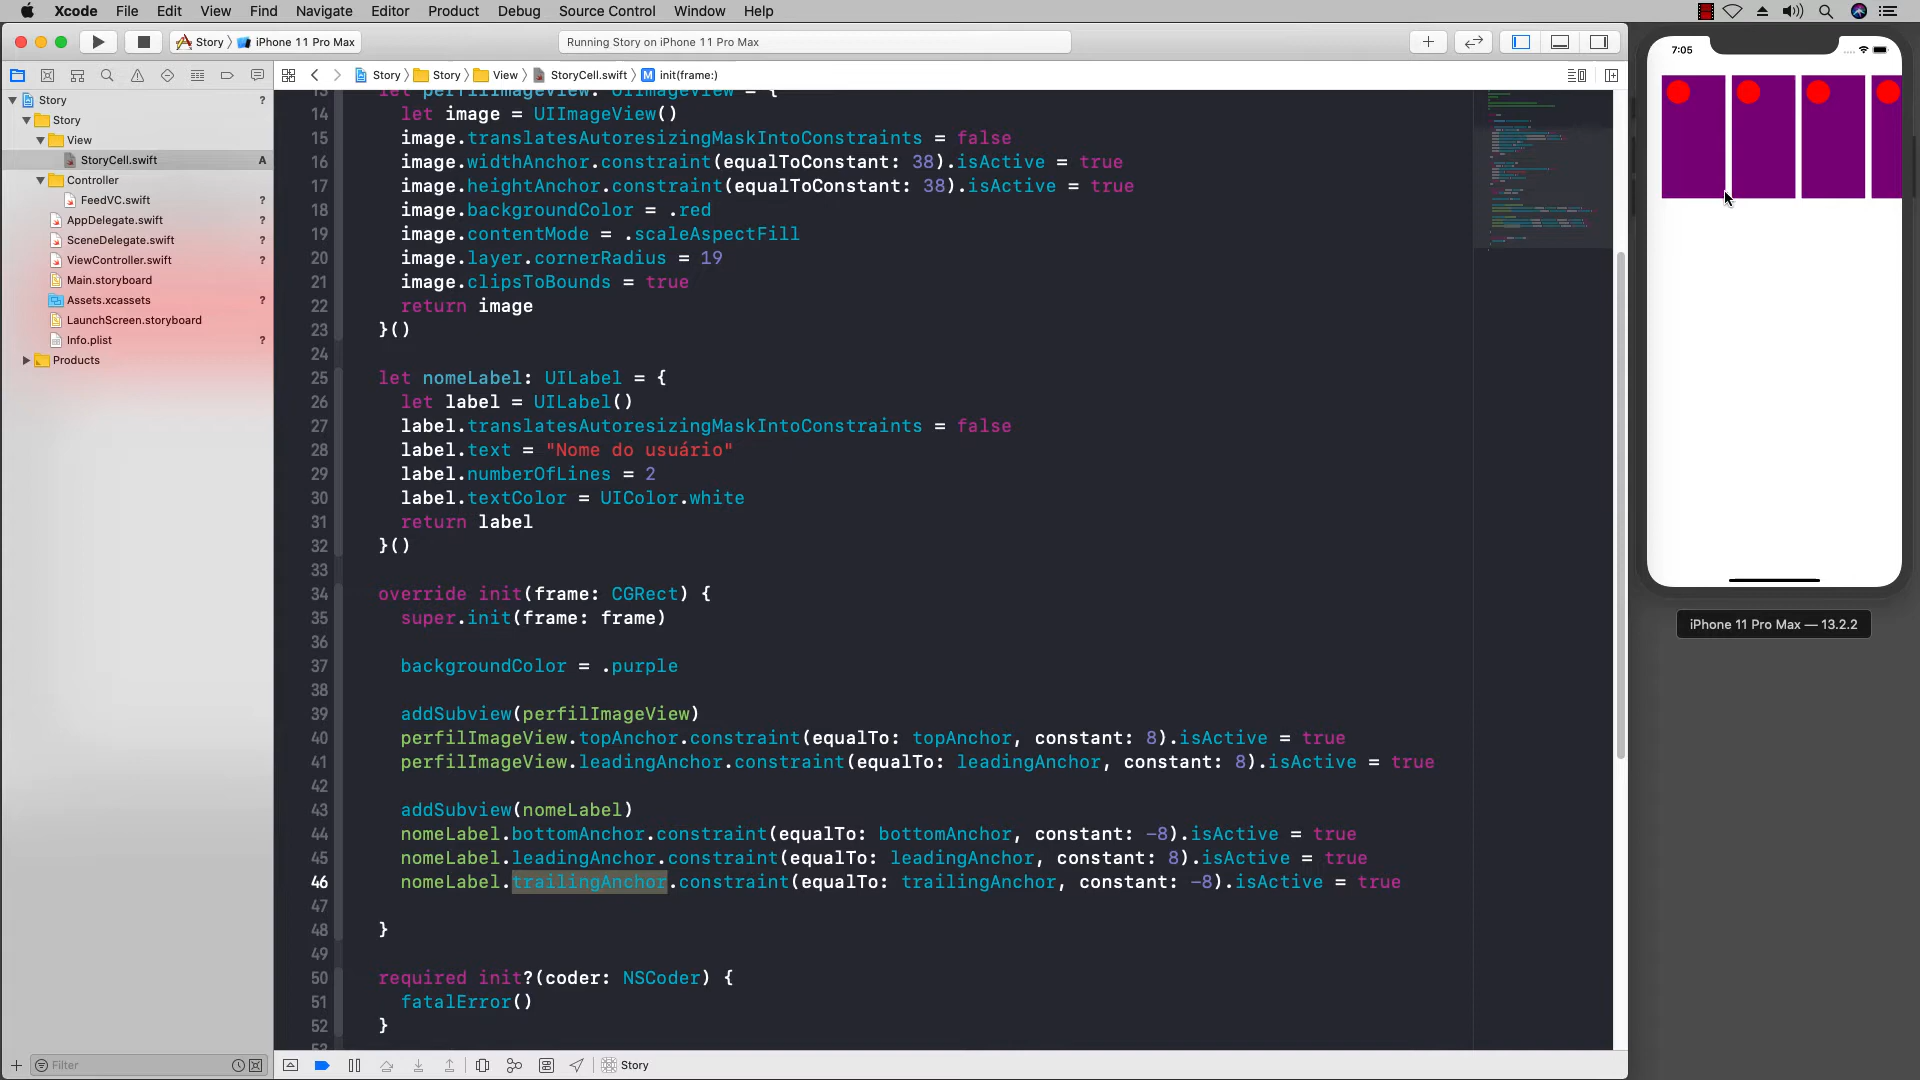 Xcode File Edit View Find Navigate Editor Product Debug Source Control Window Help
Story iPhone 11 Pro Max
Running Story on iPhone 11 Pro Max
Story Story View StoryCell.swift M init(frame:)
Story ?
Story
View
StoryCell.swift A
Controller
FeedVC.swift ?
AppDelegate.swift ?
SceneDelegate.swift ?
ViewController.swift ?
Main.storyboard
Assets.xcassets ?
LaunchScreen.storyboard
Info.plist ?
Products
Filter
13 let perfilImageView: UIImageView = {
14 let image = UIImageView()
15 image.translatesAutoresizingMaskIntoConstraints = false
16 image.widthAnchor.constraint(equalToConstant: 38).isActive = true
17 image.heightAnchor.constraint(equalToConstant: 38).isActive = true
18 image.backgroundColor = .red
19 image.contentMode = .scaleAspectFill
20 image.layer.cornerRadius = 19
21 image.clipsToBounds = true
22 return image
23 }()
24
25 let nomeLabel: UILabel = {
26 let label = UILabel()
27 label.translatesAutoresizingMaskIntoConstraints = false
28 label.text = "Nome do usuário"
29 label.numberOfLines = 2
30 label.textColor = UIColor.white
31 return label
32 }()
33
34 override init(frame: CGRect) {
35 super.init(frame: frame)
36
37 backgroundColor = .purple
38
39 addSubview(perfilImageView)
40 perfilImageView.topAnchor.constraint(equalTo: topAnchor, constant: 8).isActive = true
41 perfilImageView.leadingAnchor.constraint(equalTo: leadingAnchor, constant: 8).isActive = true
42
43 addSubview(nomeLabel)
44 nomeLabel.bottomAnchor.constraint(equalTo: bottomAnchor, constant: -8).isActive = true
45 nomeLabel.leadingAnchor.constraint(equalTo: leadingAnchor, constant: 8).isActive = true
46 nomeLabel.trailingAnchor.constraint(equalTo: trailingAnchor, constant: -8).isActive = true
47
48 }
49
50 required init?(coder: NSCoder) {
51 fatalError()
52 }
53
Story
7:05
iPhone 11 Pro Max — 13.2.2